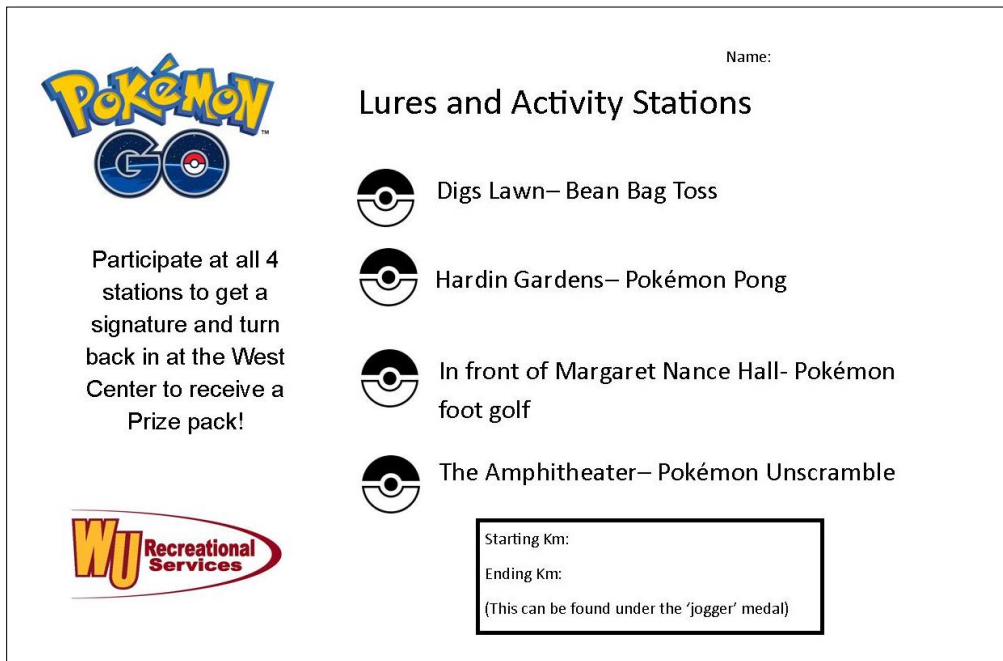 Name:
POKéMON
GO
™
Lures and Activity Stations
Digs Lawn– Bean Bag Toss
Hardin Gardens– Pokémon Pong
In front of Margaret Nance Hall- Pokémon
foot golf
The Amphitheater– Pokémon Unscramble
Participate at all 4
stations to get a
signature and turn
back in at the West
Center to receive a
Prize pack!
WU Recreational
Services
Starting Km:
Ending Km:
(This can be found under the ‘jogger’ medal)